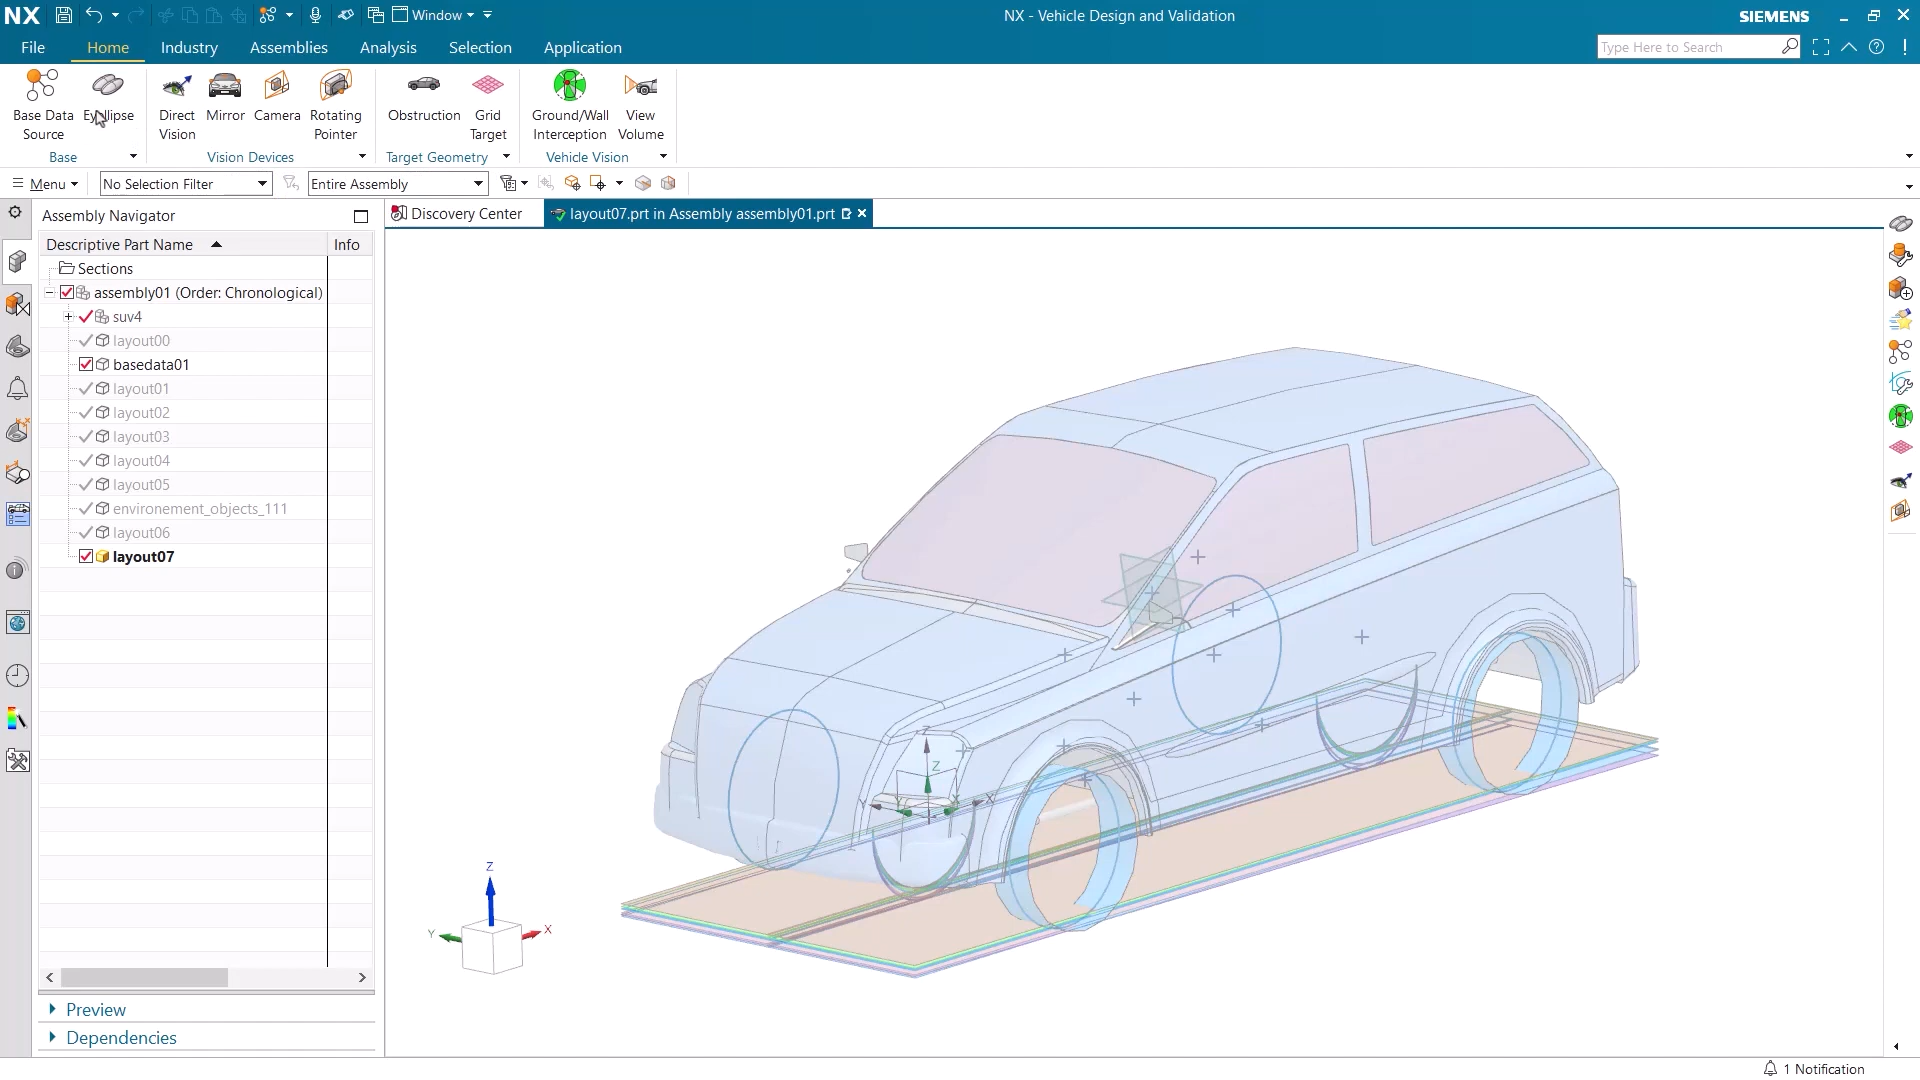 NX
Window
NX - Vehicle Design and Validation
SIEMENS
File
Home
Industry
Assemblies
Analysis
Selection
Application
Type Here to Search
Base Data Source
Direct Vision
Mirror
Camera
Rotating Pointer
Obstruction
Grid Target
Ground/Wall Interception
View Volume
Base
Vision Devices
Target Geometry
Vehicle Vision
Menu
No Selection Filter
Entire Assembly
Assembly Navigator
Discovery Center
layout07.prt in Assembly assembly01.prt
Descriptive Part Name
Info
Sections
assembly01 (Order: Chronological)
suv4
layout00
basedata01
layout01
layout02
layout03
layout04
layout05
environement_objects_111
layout06
layout07
Z
Z
Y
X
Z
Y
X
Preview
Dependencies
1 Notification